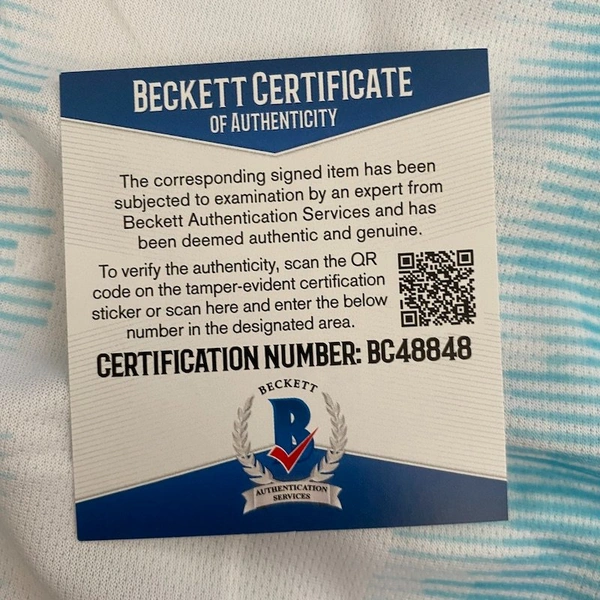 BECKETT CERTIFICATE
OF AUTHENTICITY
The corresponding signed item has been
subjected to examination by an expert from
Beckett Authentication Services and has
been deemed authentic and genuine.
To verify the authenticity, scan the QR
code on the tamper-evident certification
sticker or scan here and enter the below
number in the designated area.
CERTIFICATION NUMBER: BC48848
BECKETT
B
AUTHENTICATION
SERVICES